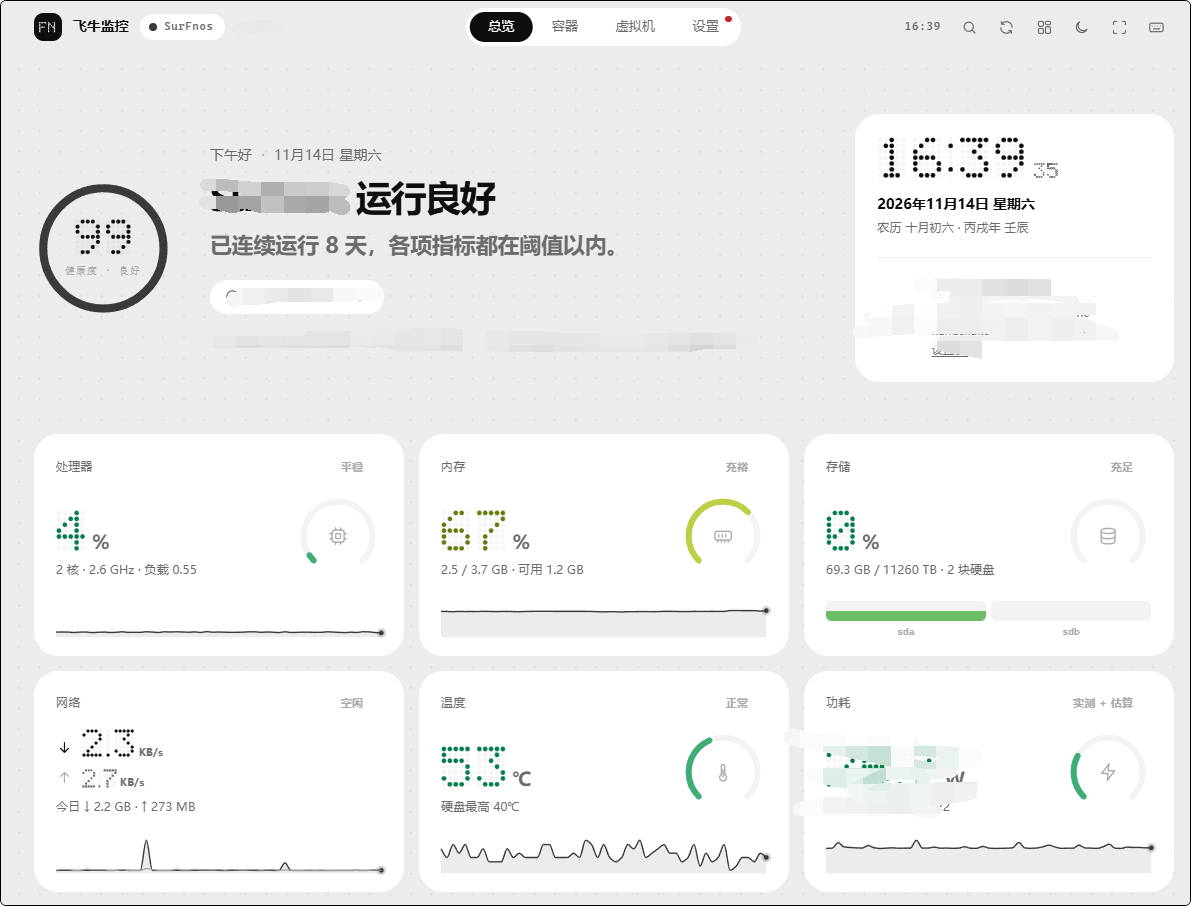 FN 飞牛监控 SurFnos 总览 容器 虚拟机 设置 16:39
下午好 · 11月14日 星期六
运行良好
已连续运行 8 天，各项指标都在阈值以内。
99
健康度 · 良好
16:39 35
2026年11月14日 星期六
农历 十月初六 · 丙戌年 壬辰
处理器 平稳
4 %
2 核 · 2.6 GHz · 负载 0.55
内存 充裕
67 %
2.5 / 3.7 GB · 可用 1.2 GB
存储 充足
0 %
69.3 GB / 11260 TB · 2 块硬盘
sda sdb
网络 空闲
↓ 2.3 KB/s
↑ 2.7 KB/s
今日 ↓ 2.2 GB · ↑ 273 MB
温度 正常
53 ℃
硬盘最高 40℃
功耗 实测 + 估算
W